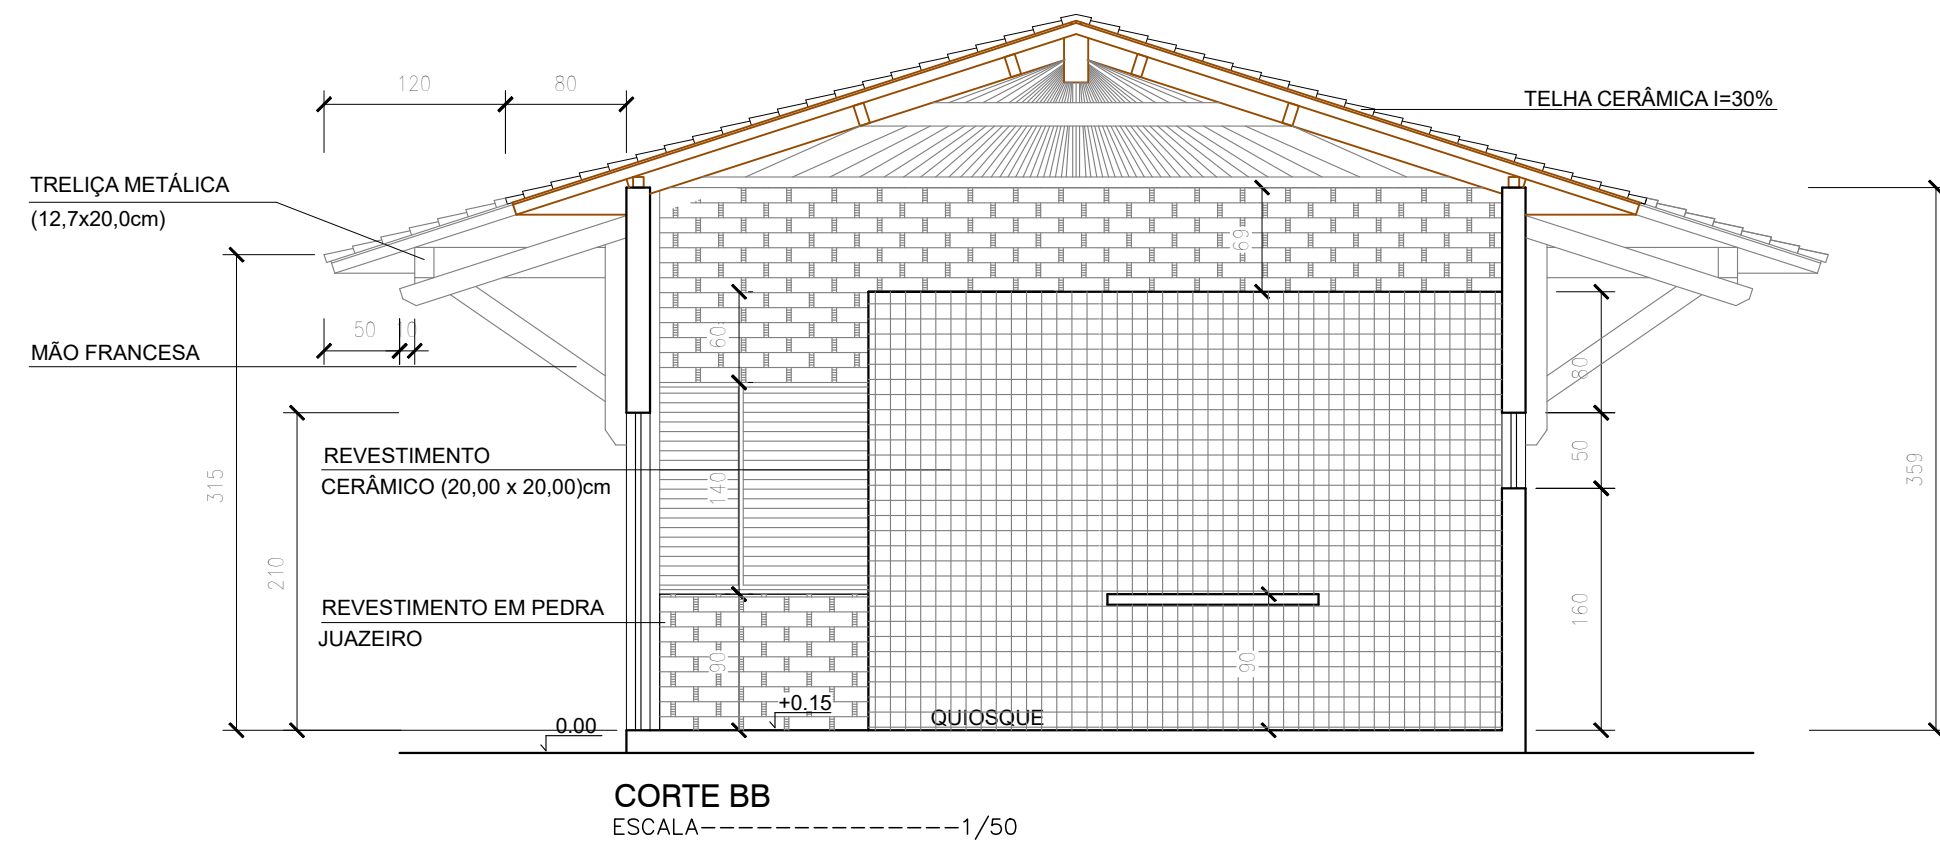 120
80
TELHA CERÂMICA I=30%
TRELIÇA METÁLICA
(12,7x20,0cm)
69
50
10
60
MÃO FRANCESA
80
REVESTIMENTO
CERÂMICO (20,00 x 20,00)cm
50
315
140
359
210
REVESTIMENTO EM PEDRA
JUAZEIRO
160
90
90
+0.15
QUIOSQUE
0.00
CORTE BB
ESCALA--------------1/50